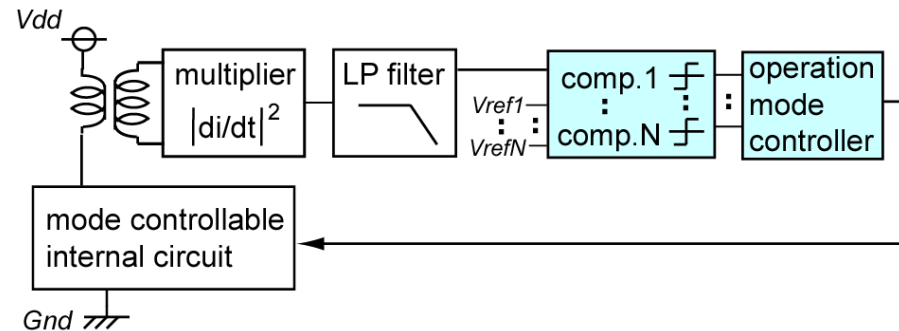 Vdd
multiplier
|di/dt|²
LP filter
Vref1
VrefN
comp.1
comp.N
operation
mode
controller
mode controllable
internal circuit
Gnd